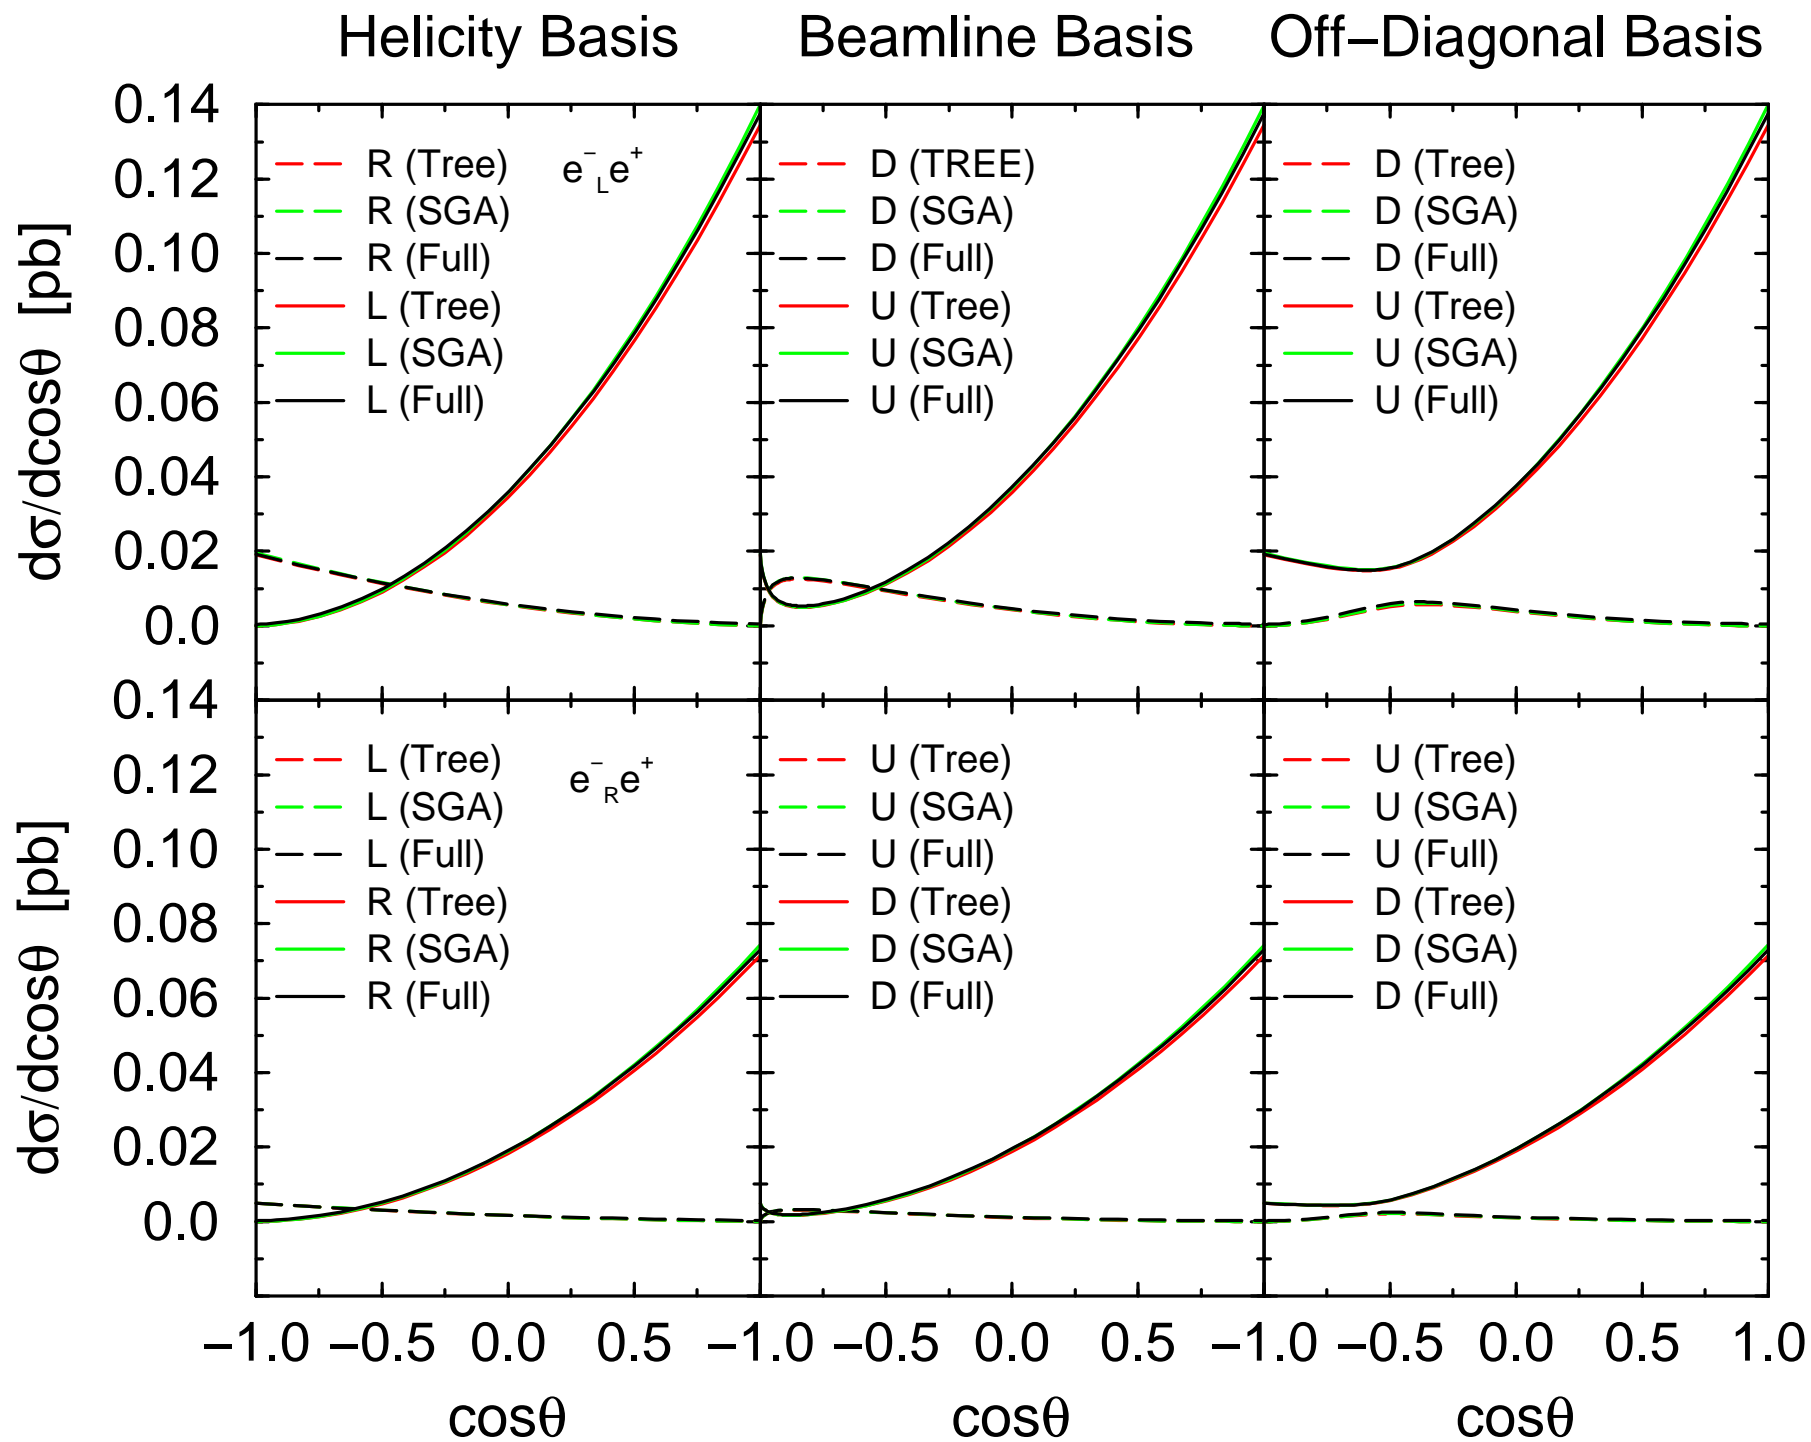 Helicity Basis
Beamline Basis
Off−Diagonal Basis
dσ/dcosθ [pb]
0.14
0.12
0.10
0.08
0.06
0.04
0.02
0.0
R (Tree)
R (SGA)
R (Full)
L (Tree)
L (SGA)
L (Full)
e−Le+
D (TREE)
D (SGA)
D (Full)
U (Tree)
U (SGA)
U (Full)
D (Tree)
D (SGA)
D (Full)
U (Tree)
U (SGA)
U (Full)
dσ/dcosθ [pb]
0.14
0.12
0.10
0.08
0.06
0.04
0.02
0.0
L (Tree)
L (SGA)
L (Full)
R (Tree)
R (SGA)
R (Full)
e−Re+
U (Tree)
U (SGA)
U (Full)
D (Tree)
D (SGA)
D (Full)
U (Tree)
U (SGA)
U (Full)
D (Tree)
D (SGA)
D (Full)
−1.0 −0.5 0.0 0.5 −1.0 −0.5 0.0 0.5 −1.0 −0.5 0.0 0.5 1.0
cosθ
cosθ
cosθ